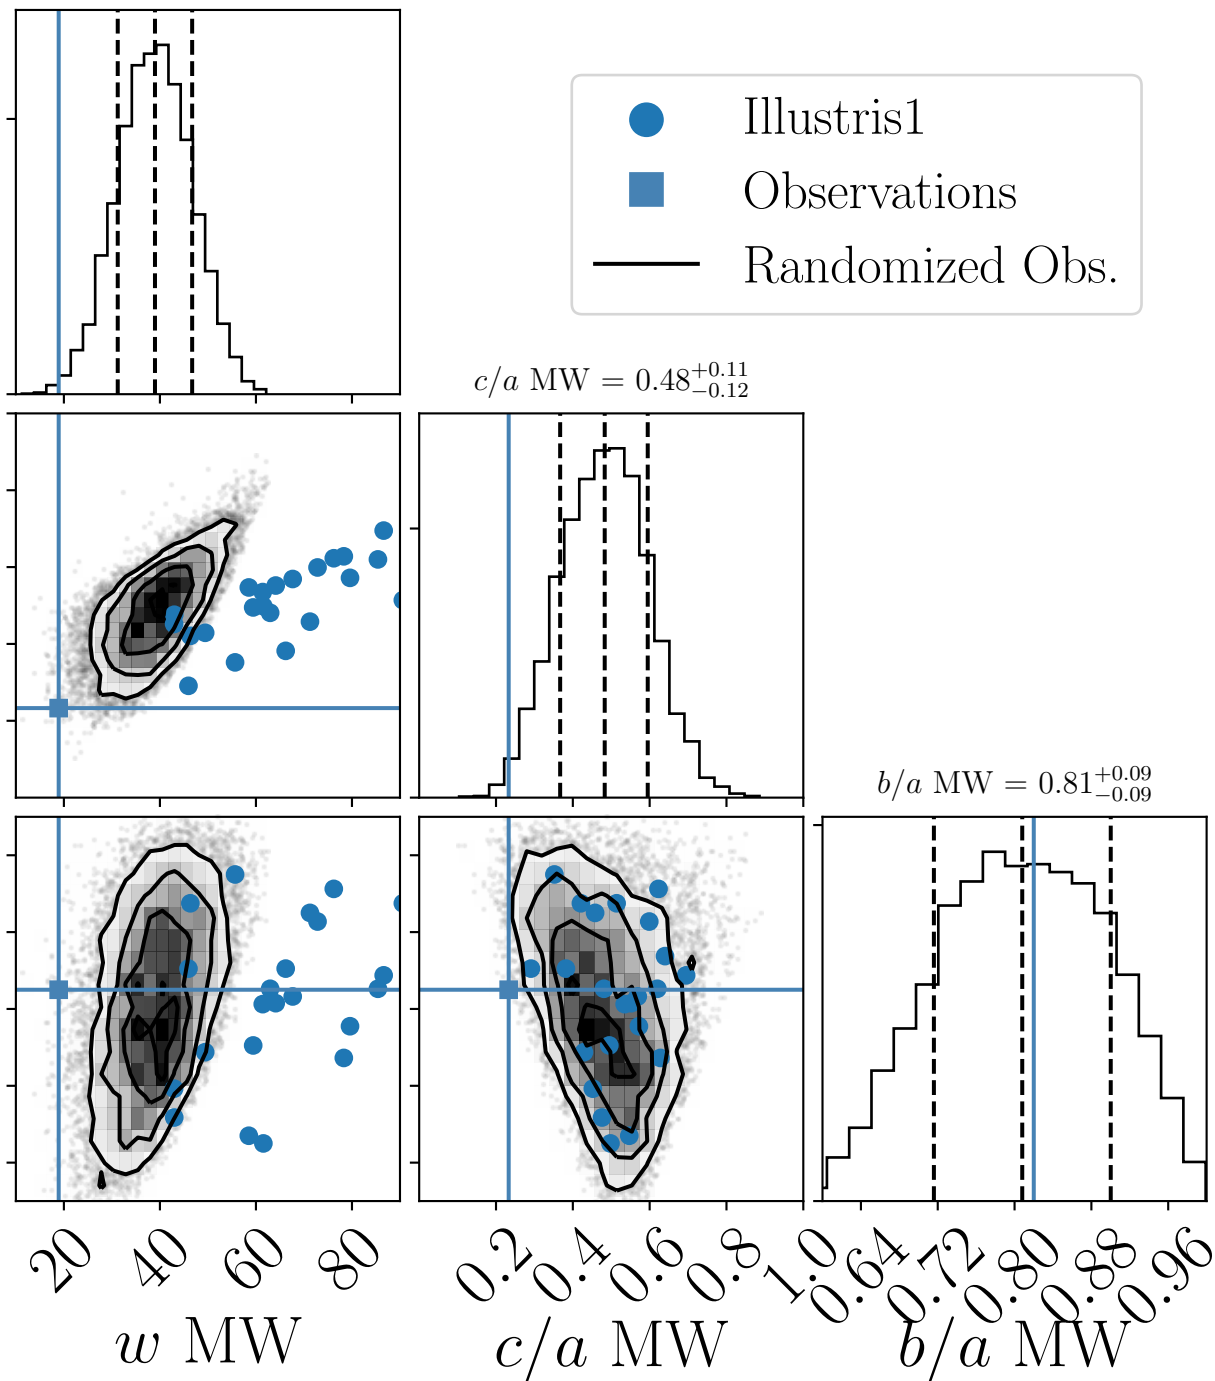 Illustris1
Observations
Randomized Obs.
c/a MW = 0.48^{+0.11}_{-0.12}
b/a MW = 0.81^{+0.09}_{-0.09}
20 40 60 80 0.2 0.4 0.6 0.8 1.0 0.64 0.72 0.80 0.88 0.96
w MW c/a MW b/a MW